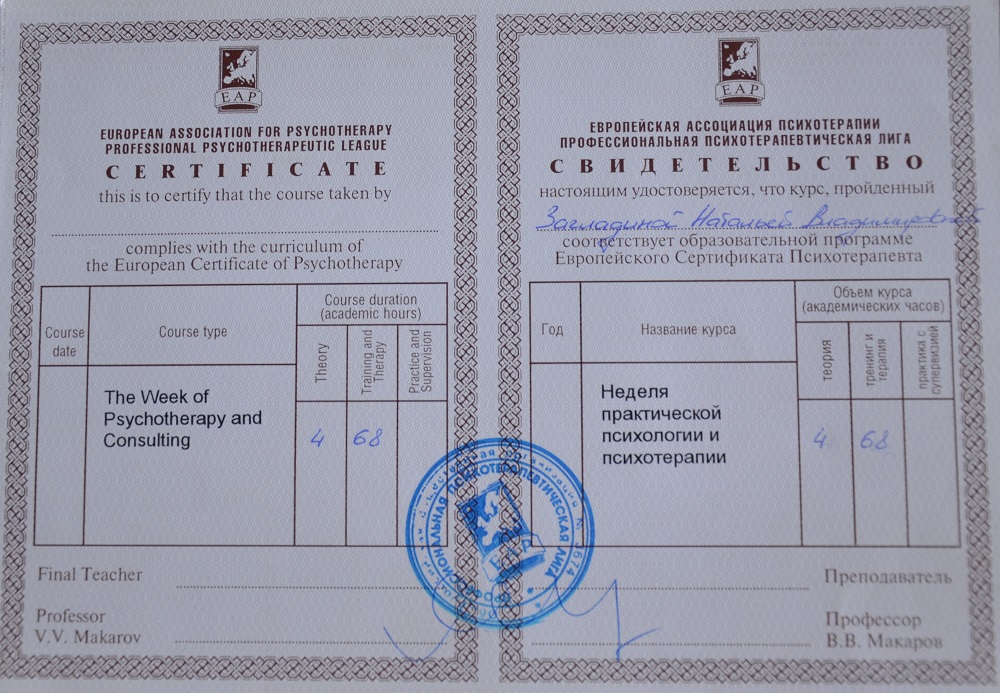 EAP
EUROPEAN ASSOCIATION FOR PSYCHOTHERAPY
PROFESSIONAL PSYCHOTHERAPEUTIC LEAGUE
CERTIFICATE
this is to certify that the course taken by
complies with the curriculum of
the European Certificate of Psychotherapy
Course date
Course type
Course duration
(academic hours)
Theory
Training and
Therapy
Practice and
Supervision
The Week of
Psychotherapy and
Consulting
4 68
Final Teacher
Professor
V.V. Makarov
EAP
ЕВРОПЕЙСКАЯ АССОЦИАЦИЯ ПСИХОТЕРАПИИ
ПРОФЕССИОНАЛЬНАЯ ПСИХОТЕРАПЕВТИЧЕСКАЯ ЛИГА
СВИДЕТЕЛЬСТВО
настоящим удостоверяется, что курс, пройденный
Загладиной Натальей Владимировной
соответствует образовательной программе
Европейского Сертификата Психотерапевта
Год
Название курса
Объем курса
(академических часов)
теория
тренинг и
терапия
практика с
супервизией
Неделя
практической
психологии и
психотерапии
4 68
Преподаватель
Профессор
В.В. Макаров
ПРОФЕССИОНАЛЬНАЯ ПСИХОТЕРАПЕВТИЧЕСКАЯ ЛИГА
EAP